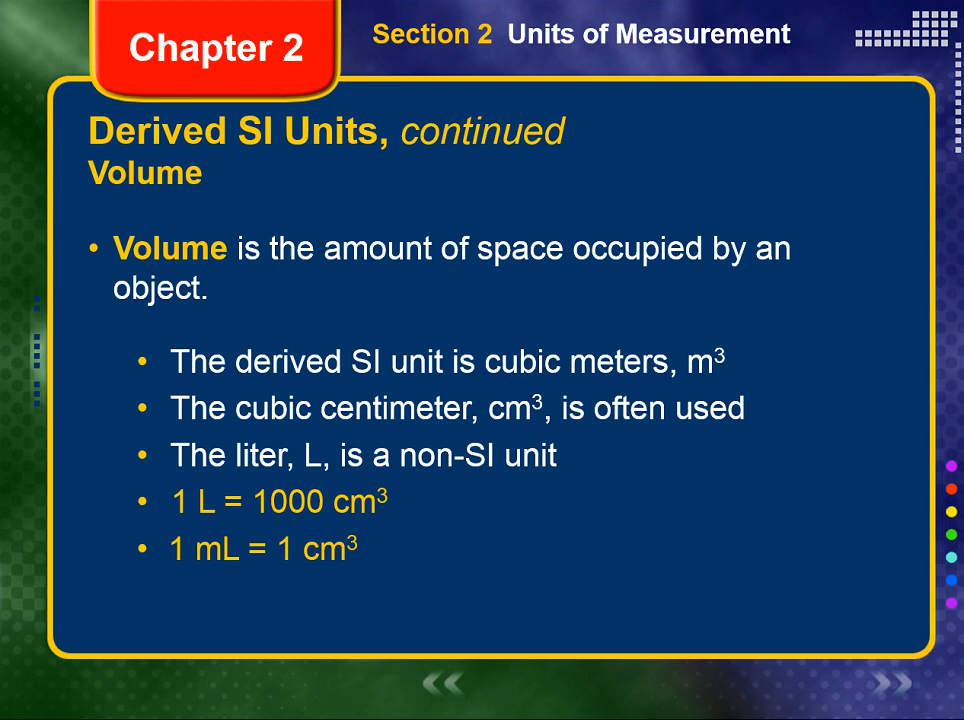 Chapter 2
Section 2 Units of Measurement
Derived SI Units, continued
Volume
• Volume is the amount of space occupied by an
object.
• The derived SI unit is cubic meters, m³
• The cubic centimeter, cm³, is often used
• The liter, L, is a non-SI unit
• 1 L = 1000 cm³
• 1 mL = 1 cm³